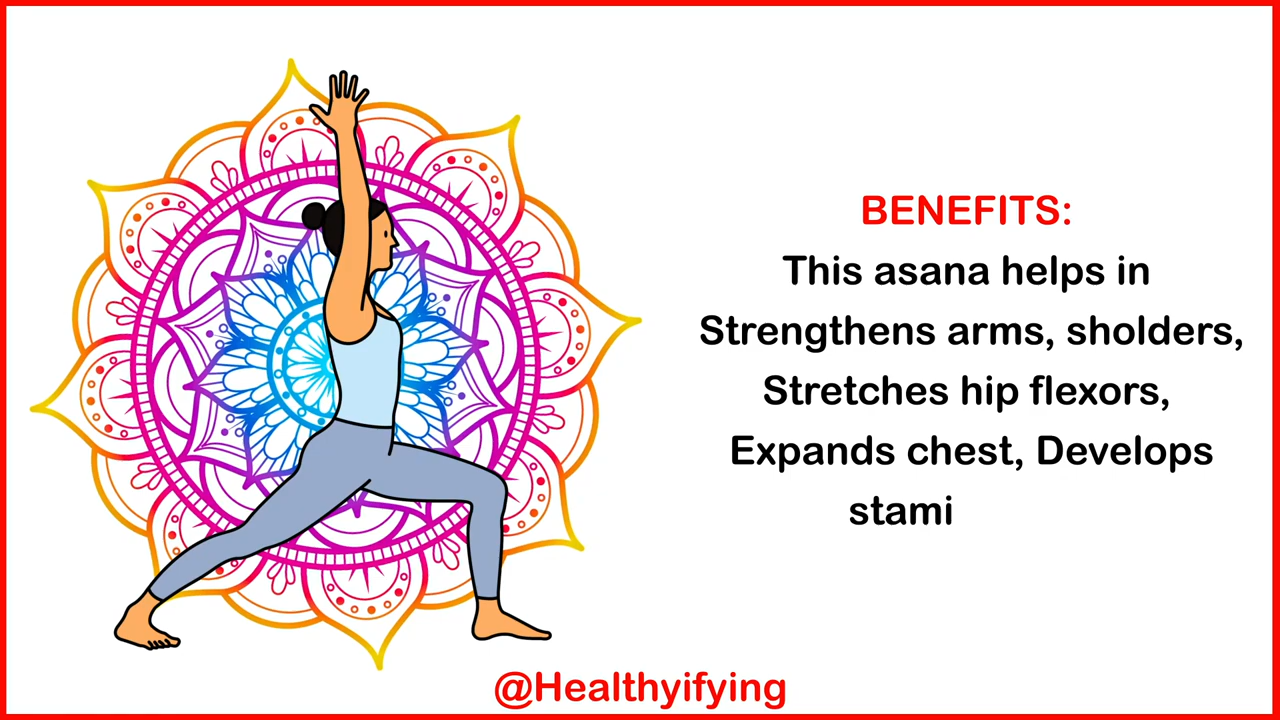 BENEFITS:
This asana helps in
Strengthens arms, sholders,
Stretches hip flexors,
Expands chest, Develops
stami
@Healthyifying